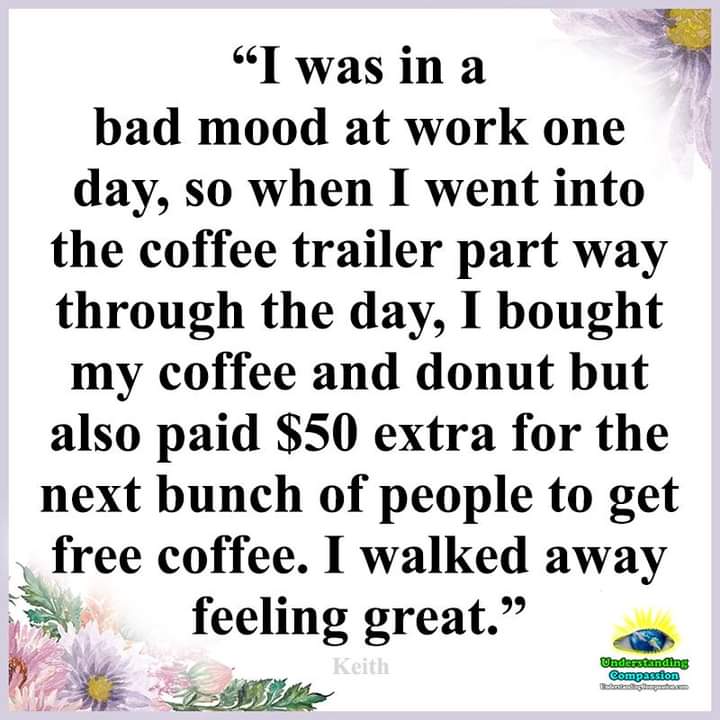 “I was in a
bad mood at work one
day, so when I went into
the coffee trailer part way
through the day, I bought
my coffee and donut but
also paid $50 extra for the
next bunch of people to get
free coffee. I walked away
feeling great.”
Keith
Understanding
Compassion
UnderstandingCompassion.com